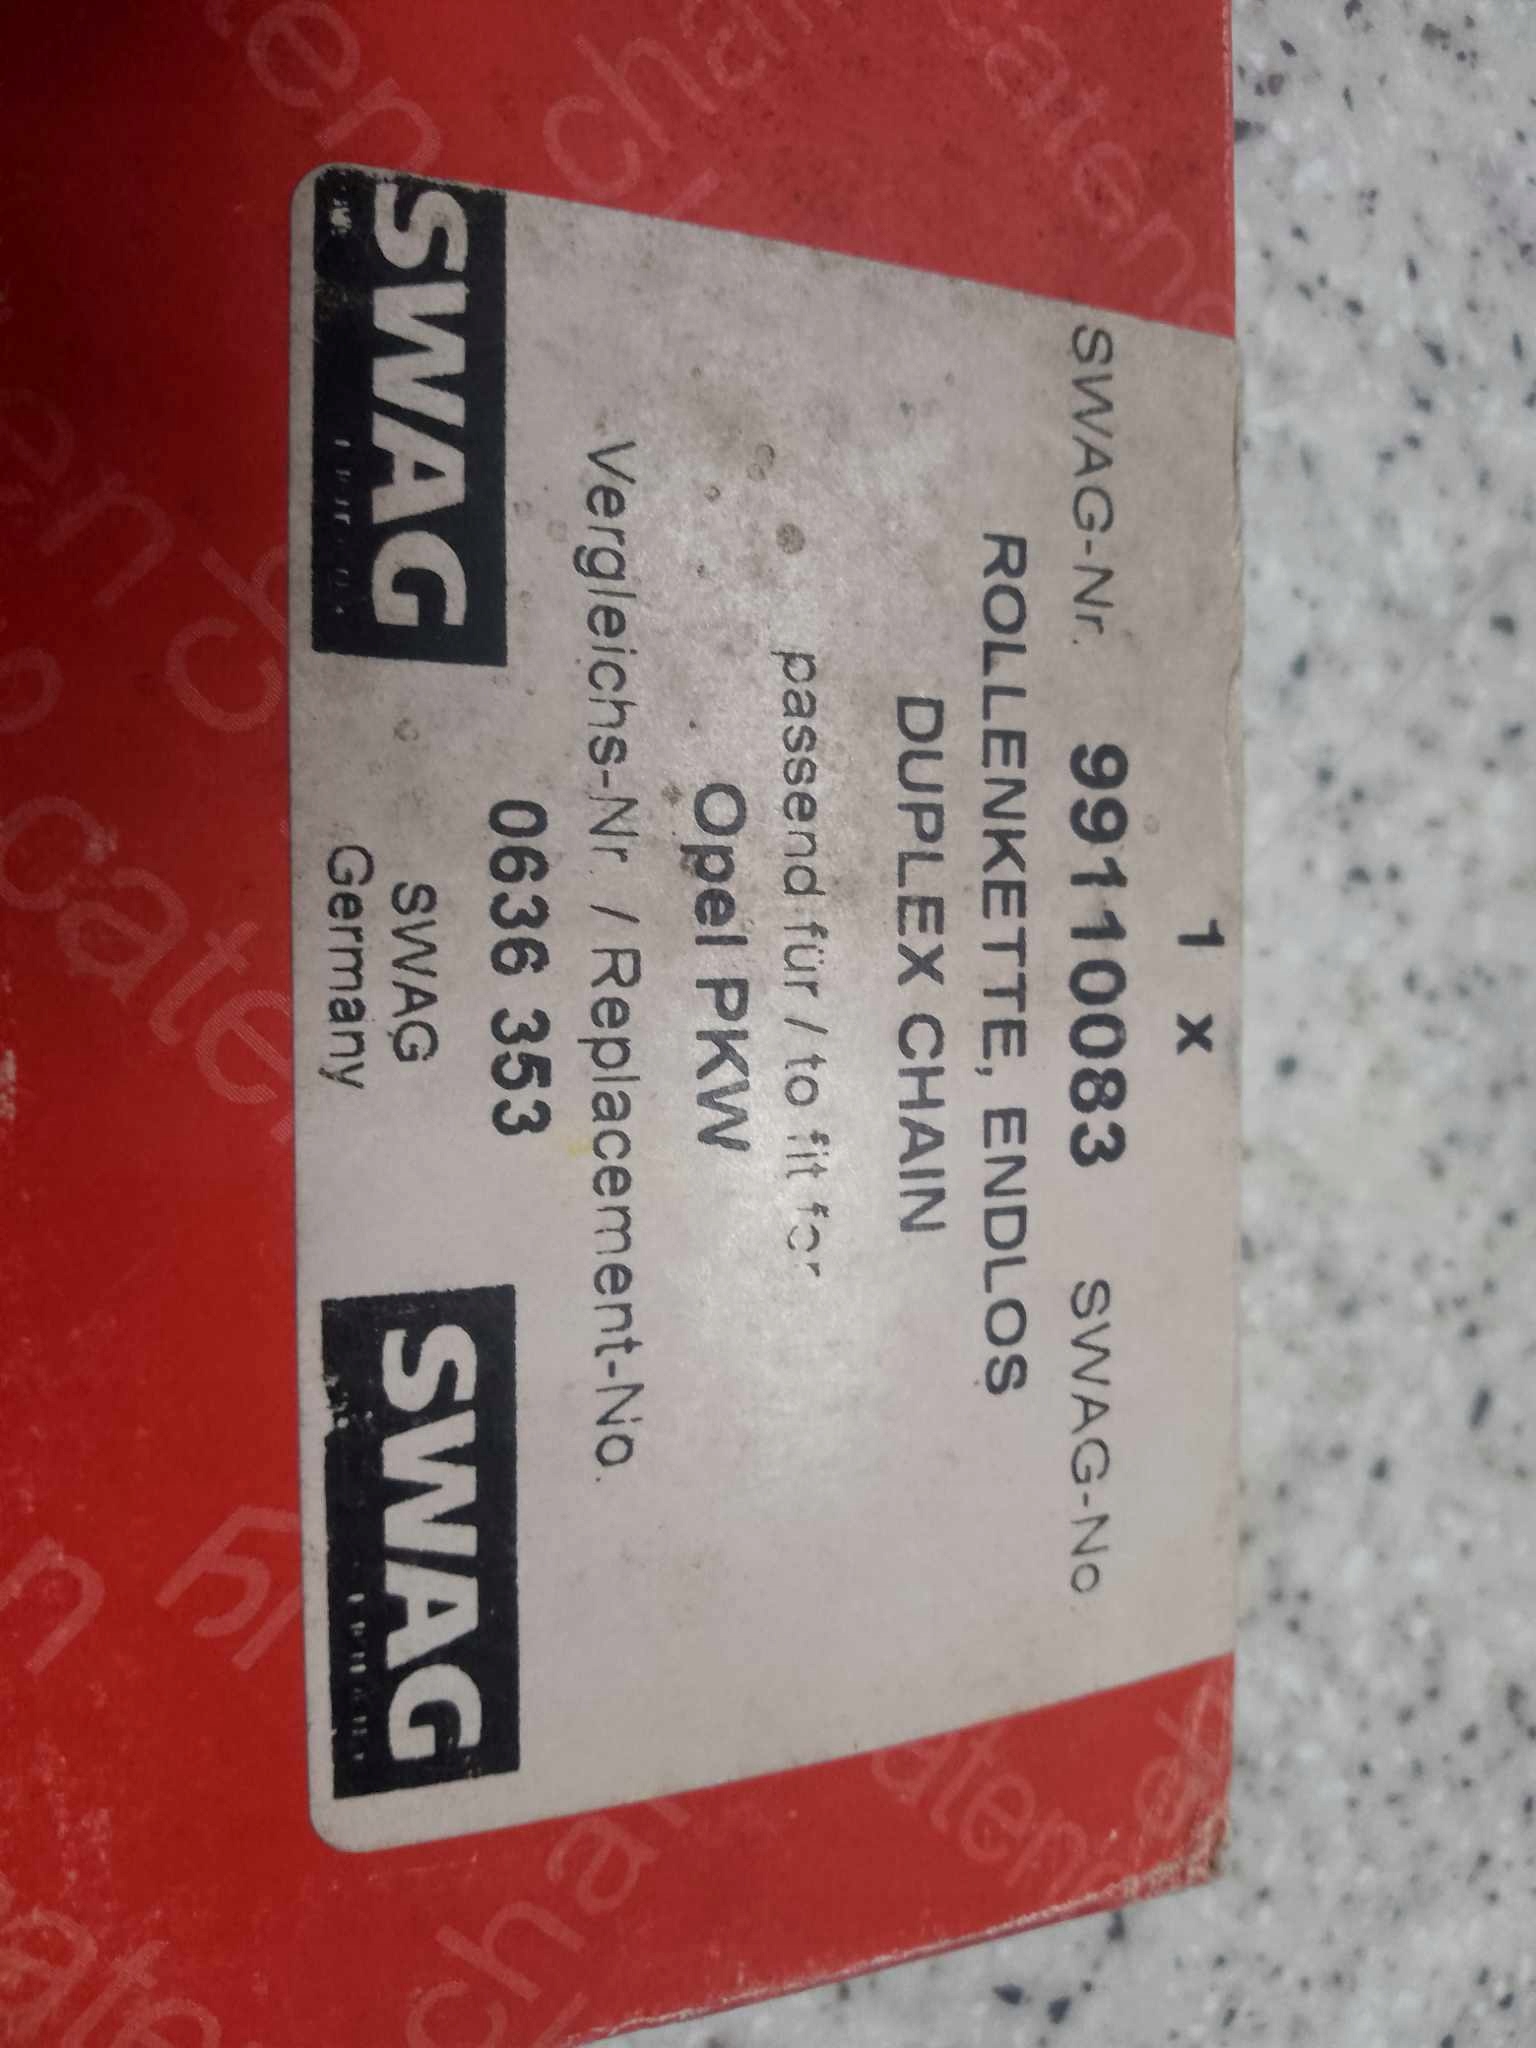 1 x
SWAG-Nr. 99110083 SWAG-No.
ROLLENKETTE, ENDLOS
DUPLEX CHAIN
passend für / to fit for
Opel PKW
Vergleichs-Nr. / Replacement-No.
0636 353
SWAG SWAG SWAG
Germany